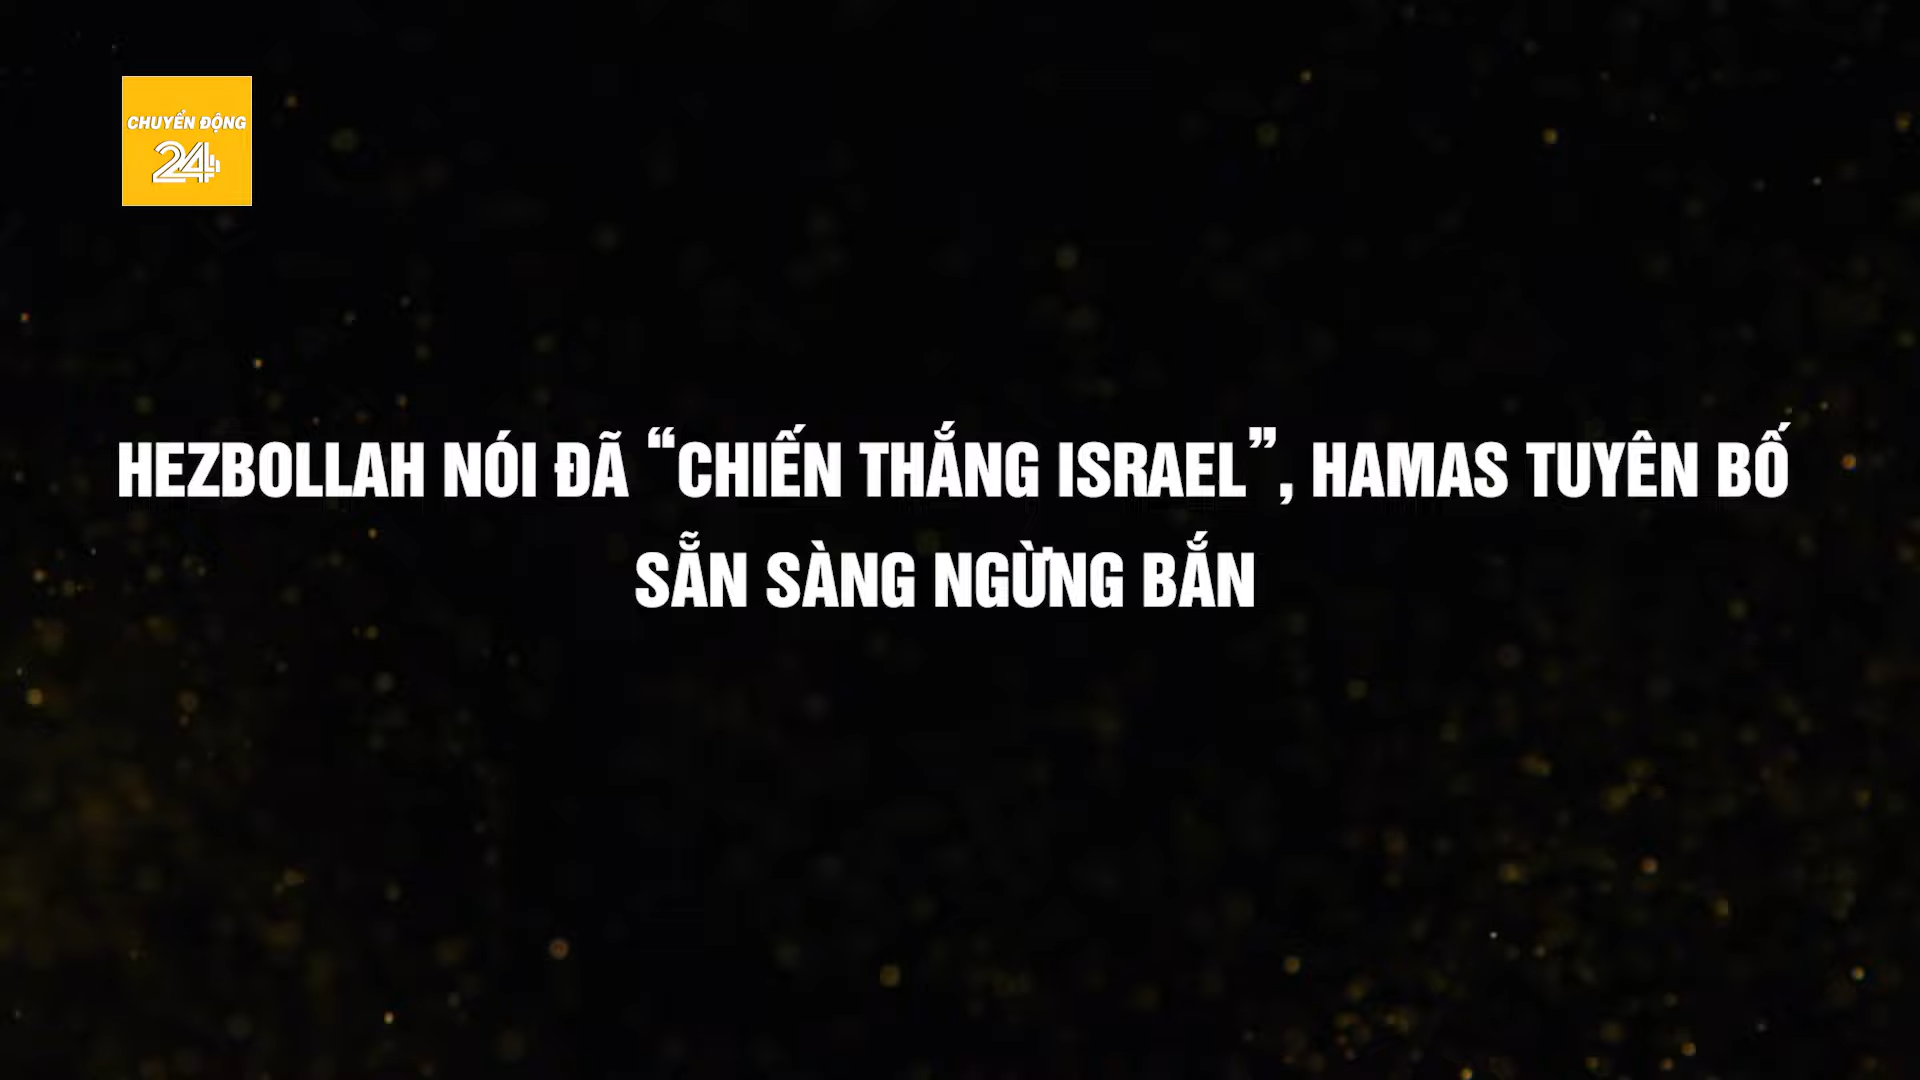 CHUYỂN ĐỘNG
24h
HEZBOLLAH NÓI ĐÃ “CHIẾN THẮNG ISRAEL”, HAMAS TUYÊN BỐ
SẴN SÀNG NGỪNG BẮN